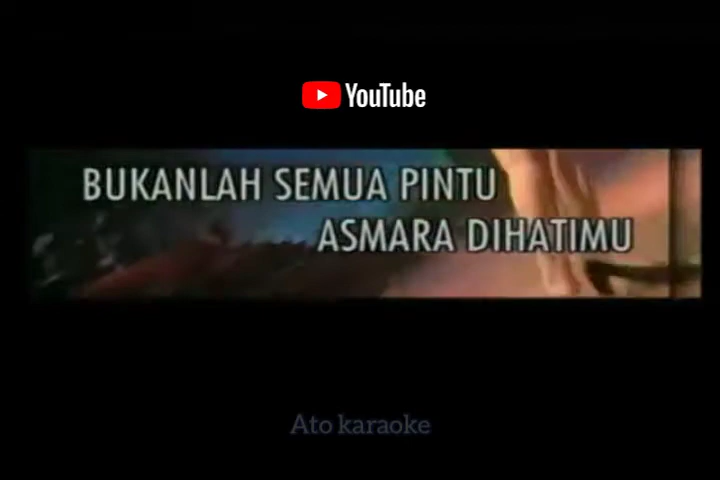 YouTube
BUKANLAH SEMUA PINTU
ASMARA DIHATIMU
Ato karaoke